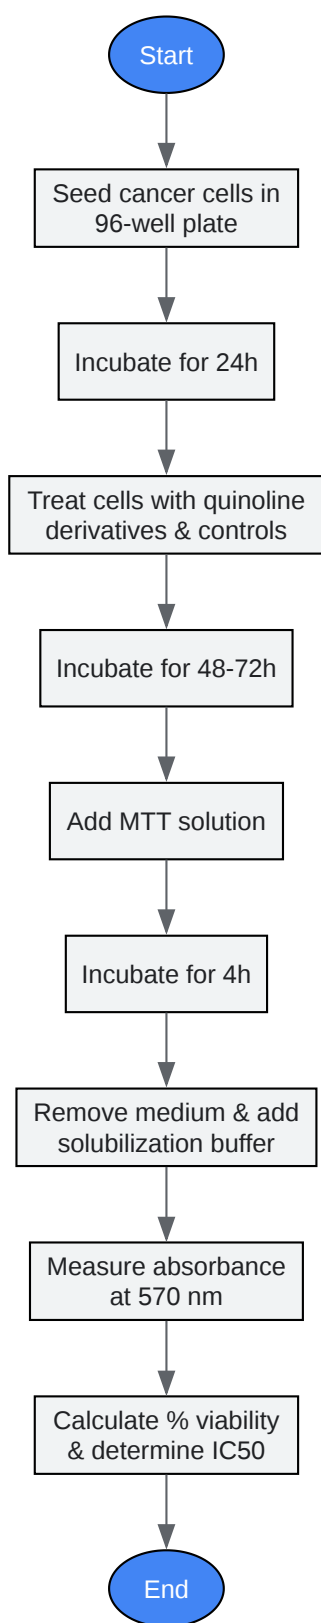 Start
Seed cancer cells in
96-well plate
Incubate for 24h
Treat cells with quinoline
derivatives & controls
Incubate for 48-72h
Add MTT solution
Incubate for 4h
Remove medium & add
solubilization buffer
Measure absorbance
at 570 nm
Calculate % viability
& determine IC50
End